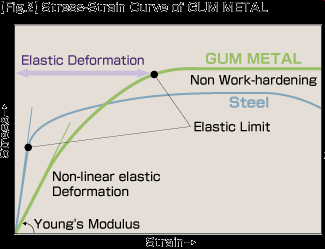 [Fig.3] Stress-Strain Curve of GUM METAL
Elastic Deformation
GUM METAL
Non Work-hardening
Steel
Elastic Limit
Non-linear elastic
Deformation
Young's Modulus
Stress→
Strain→